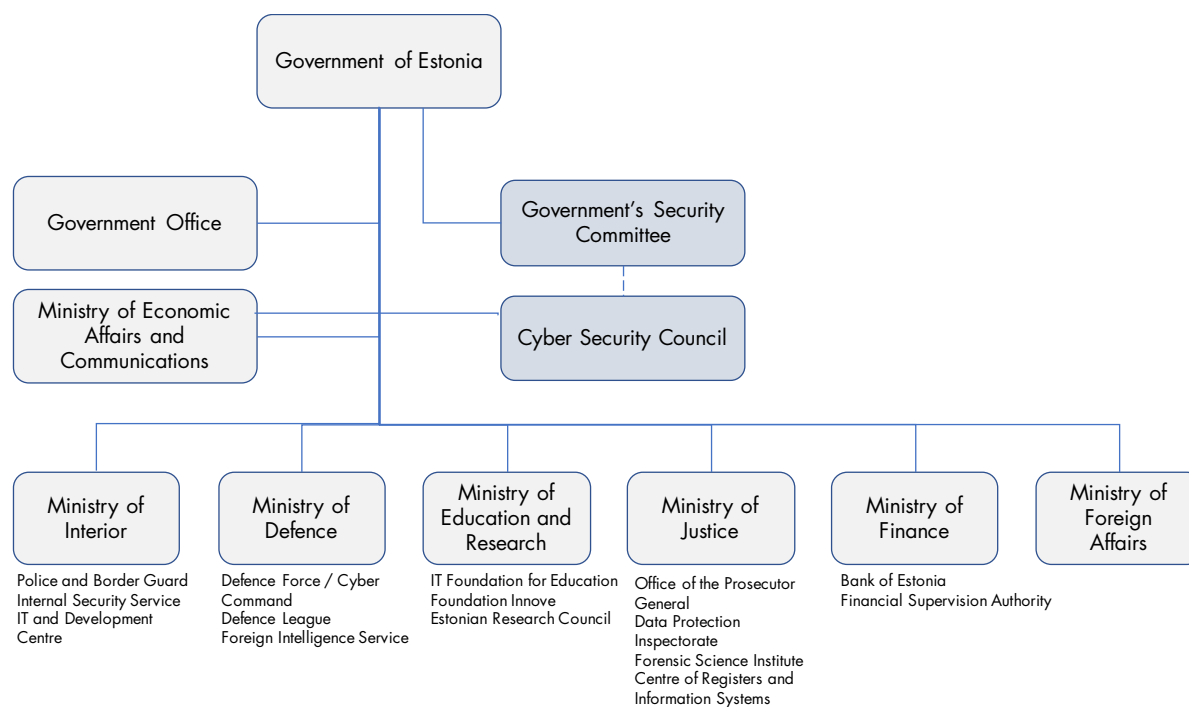 Government of Estonia
Government Office
Government's Security
Committee
Ministry of Economic
Affairs and
Communications
Cyber Security Council
Ministry of
Interior
Police and Border Guard
Internal Security Service
IT and Development
Centre
Ministry of
Defence
Defence Force / Cyber
Command
Defence League
Foreign Intelligence Service
Ministry of
Education and
Research
IT Foundation for Education
Foundation Innove
Estonian Research Council
Ministry of
Justice
Office of the Prosecutor
General
Data Protection
Inspectorate
Forensic Science Institute
Centre of Registers and
Information Systems
Ministry of
Finance
Bank of Estonia
Financial Supervision Authority
Ministry of
Foreign
Affairs